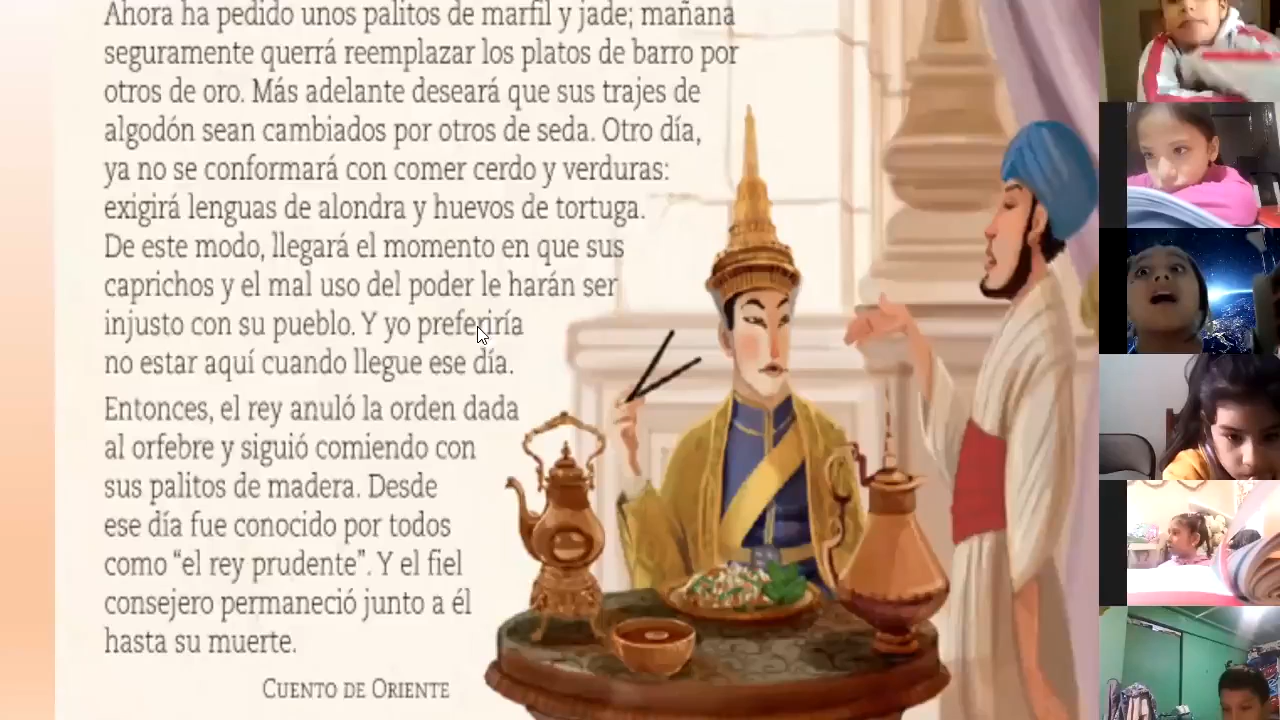 Ahora ha pedido unos palitos de marfil y jade; mañana
seguramente querrá reemplazar los platos de barro por
otros de oro. Más adelante deseará que sus trajes de
algodón sean cambiados por otros de seda. Otro día,
ya no se conformará con comer cerdo y verduras:
exigirá lenguas de alondra y huevos de tortuga.
De este modo, llegará el momento en que sus
caprichos y el mal uso del poder le harán ser
injusto con su pueblo. Y yo preferiría
no estar aquí cuando llegue ese día.
Entonces, el rey anuló la orden dada
al orfebre y siguió comiendo con
sus palitos de madera. Desde
ese día fue conocido por todos
como “el rey prudente”. Y el fiel
consejero permaneció junto a él
hasta su muerte.
Cuento de Oriente